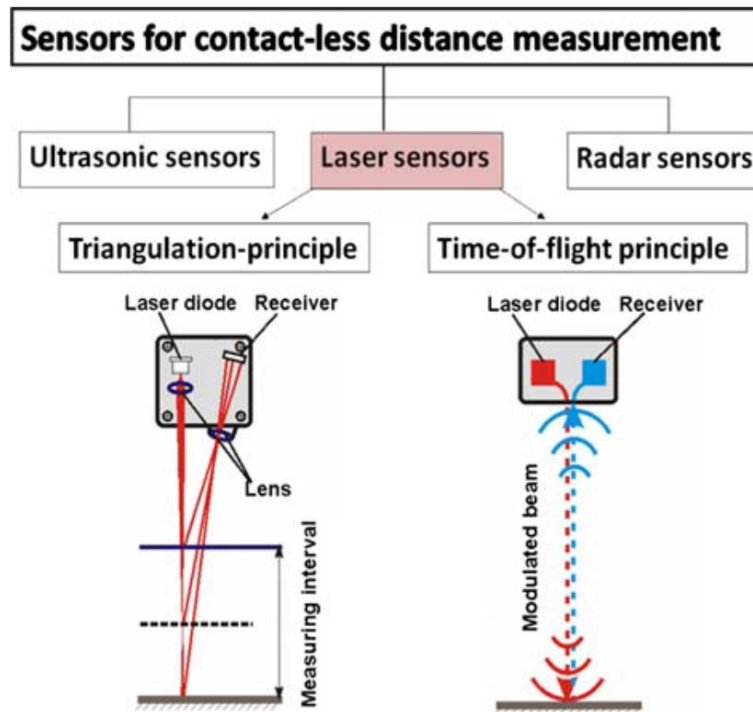 Sensors for contact-less distance measurement
Ultrasonic sensors
Laser sensors
Radar sensors
Triangulation-principle
Time-of-flight principle
Laser diode
Receiver
Lens
Measuring interval
Laser diode
Receiver
Modulated beam